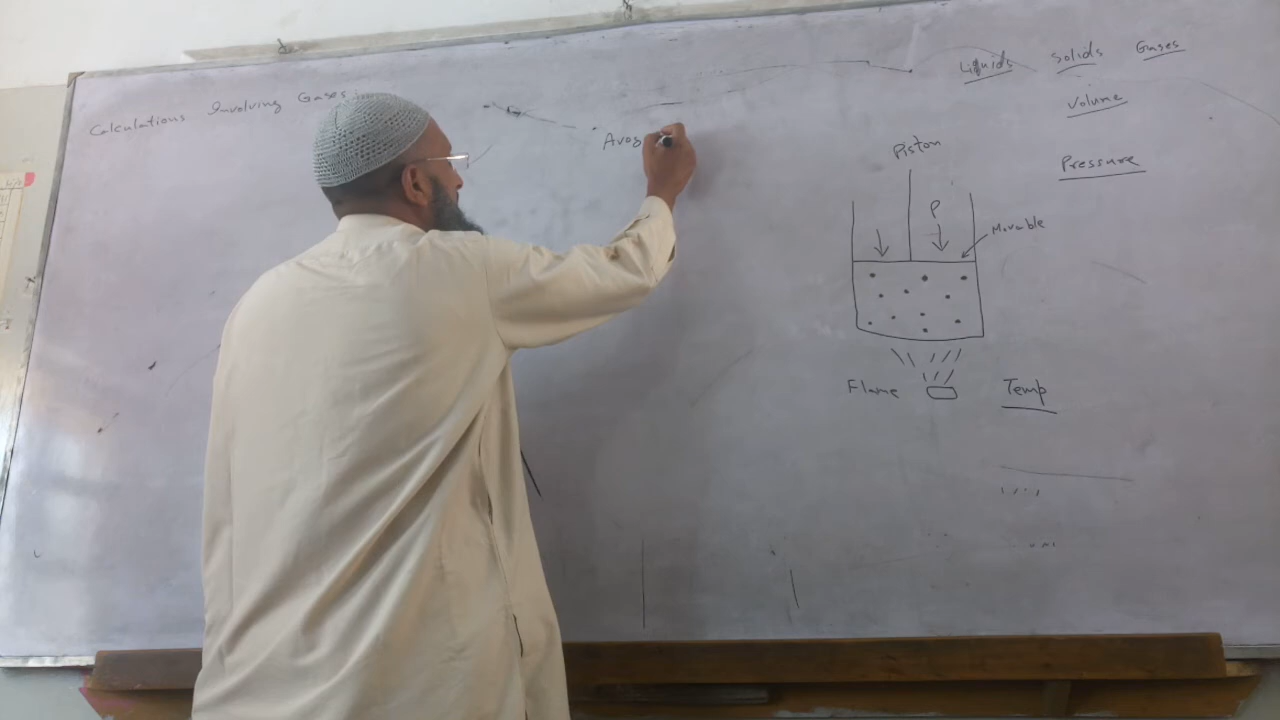 Calculations Involving Gases
Avog
Liquids Solids Gases
Volume
Pressure
Piston
P
Movable
Flame
Temp